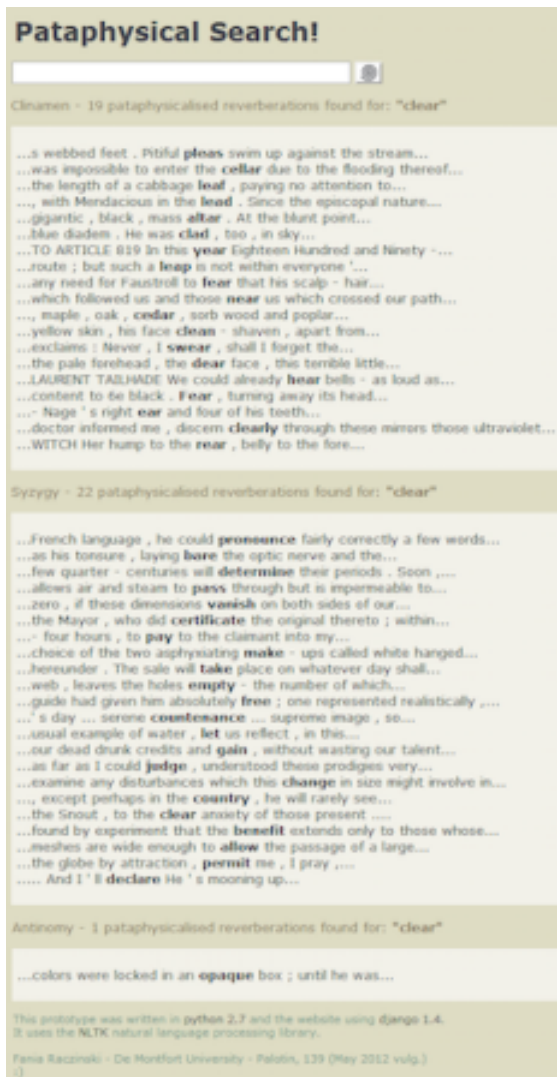 Pataphysical Search!
Clinamen - 19 pataphysicalised reverberations found for: "clear"
...s webbed feet . Pitiful pleas swim up against the stream...
...was impossible to enter the cellar due to the flooding thereof...
...the length of a cabbage leaf , paying no attention to...
..., with Mendacious in the lead . Since the episcopal nature...
...gigantic , black , mass altar . At the blunt point...
...blue diadem . He was clad , too , in sky...
...TO ARTICLE 819 In this year Eighteen Hundred and Ninety -...
...route ; but such a leap is not within everyone '...
...any need for Faustroll to fear that his scalp - hair...
...which followed us and those near us which crossed our path...
..., maple , oak , cedar , sorb wood and poplar...
...yellow skin , his face clean - shaven , apart from...
...exclaims : Never , I swear , shall I forget the...
...the pale forehead , the dear face , this terrible little...
...LAURENT TAILHADE We could already hear bells - as loud as...
...content to 6e black . Fear , turning away its head...
...- Nage ' s right ear and four of his teeth...
...doctor informed me , discern clearly through these mirrors those ultraviolet...
...WITCH Her hump to the rear , belly to the fore....
Syzygy - 22 pataphysicalised reverberations found for: "clear"
...French language , he could pronounce fairly correctly a few words...
...as his tonsure , laying bare the optic nerve and the...
...few quarter - centuries will determine their periods . Soon ,....
...allows air and steam to pass through but is impermeable to...
...zero , if these dimensions vanish on both sides of our...
...the Mayor , who did certificate the original thereto ; within...
...- four hours , to pay to the claimant into my...
...choice of the two asphyxiating make - ups called white hanged...
...hereunder . The sale will take place on whatever day shall...
...web , leaves the holes empty - the number of which...
...guide had given him absolutely free ; one represented realistically ,...
...' s day ... serene countenance .... supreme image , so...
...usual example of water , let us reflect , in this...
...our dead drunk credits and gain , without wasting our talent...
...as far as I could judge , understood these prodigies very...
...examine any disturbances which this change in size might involve in...
..., except perhaps in the country , he will rarely see...
...the Snout , to the clear anxiety of those present ....
...found by experiment that the benefit extends only to those whose...
...meshes are wide enough to allow the passage of a large...
...the globe by attraction , permit me , I pray ,...
..... And I ' ll declare He ' s mooning up...
Antinomy - 1 pataphysicalised reverberations found for: "clear"
...colors were locked in an opaque box ; until he was...
This prototype was written in python 2.7 and the website using django 1.4.
It uses the NLTK natural language processing library.
Fania Raczinski - De Montfort University - Palotin, 139 (May 2012 vulg.)
:)